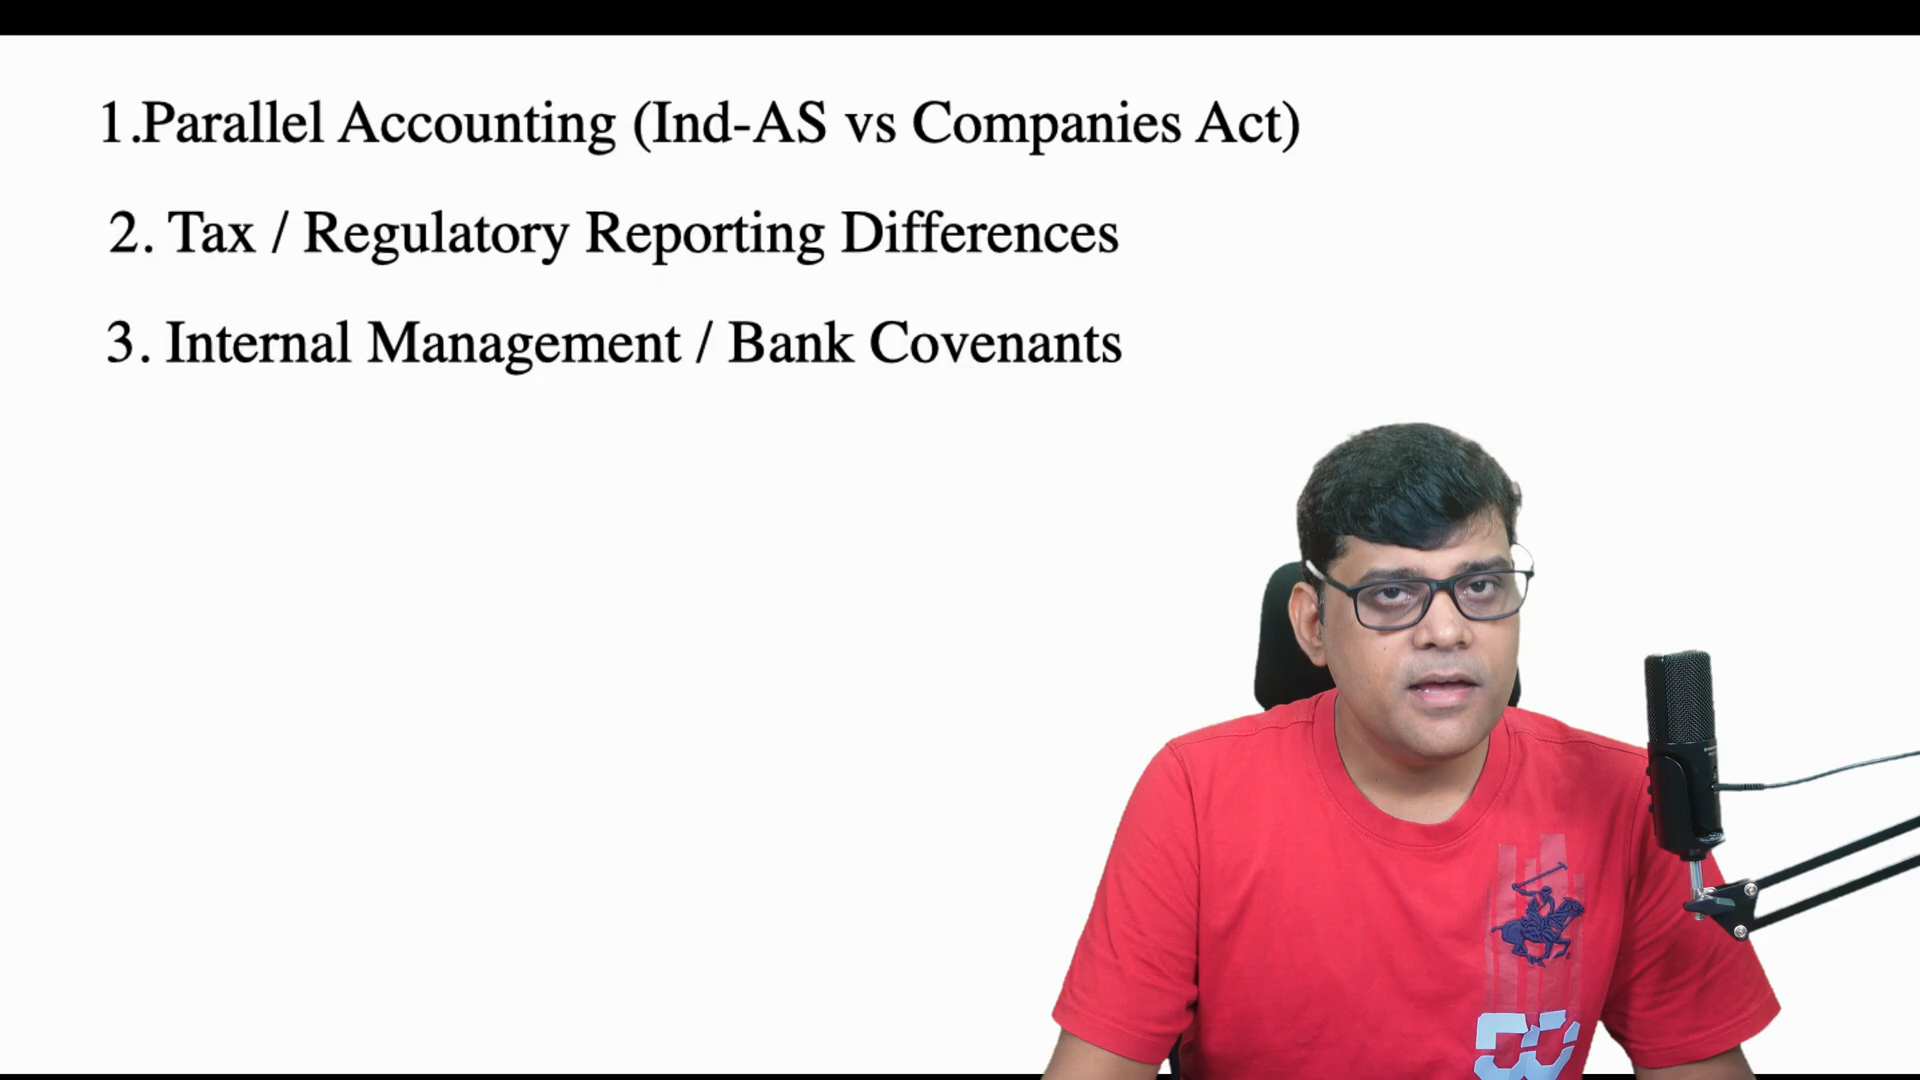 1.Parallel Accounting (Ind-AS vs Companies Act)
2. Tax / Regulatory Reporting Differences
3. Internal Management / Bank Covenants